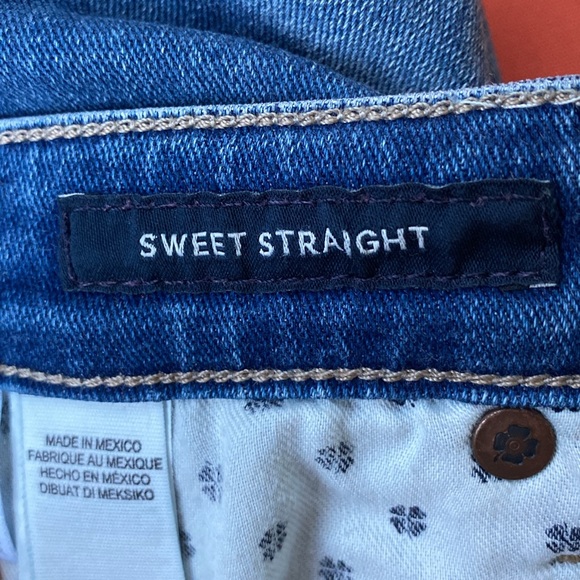 SWEET STRAIGHT
MADE IN MEXICO
FABRIQUE AU MEXIQUE
HECHO EN MÉXICO
DIBUAT DI MEKSIKO